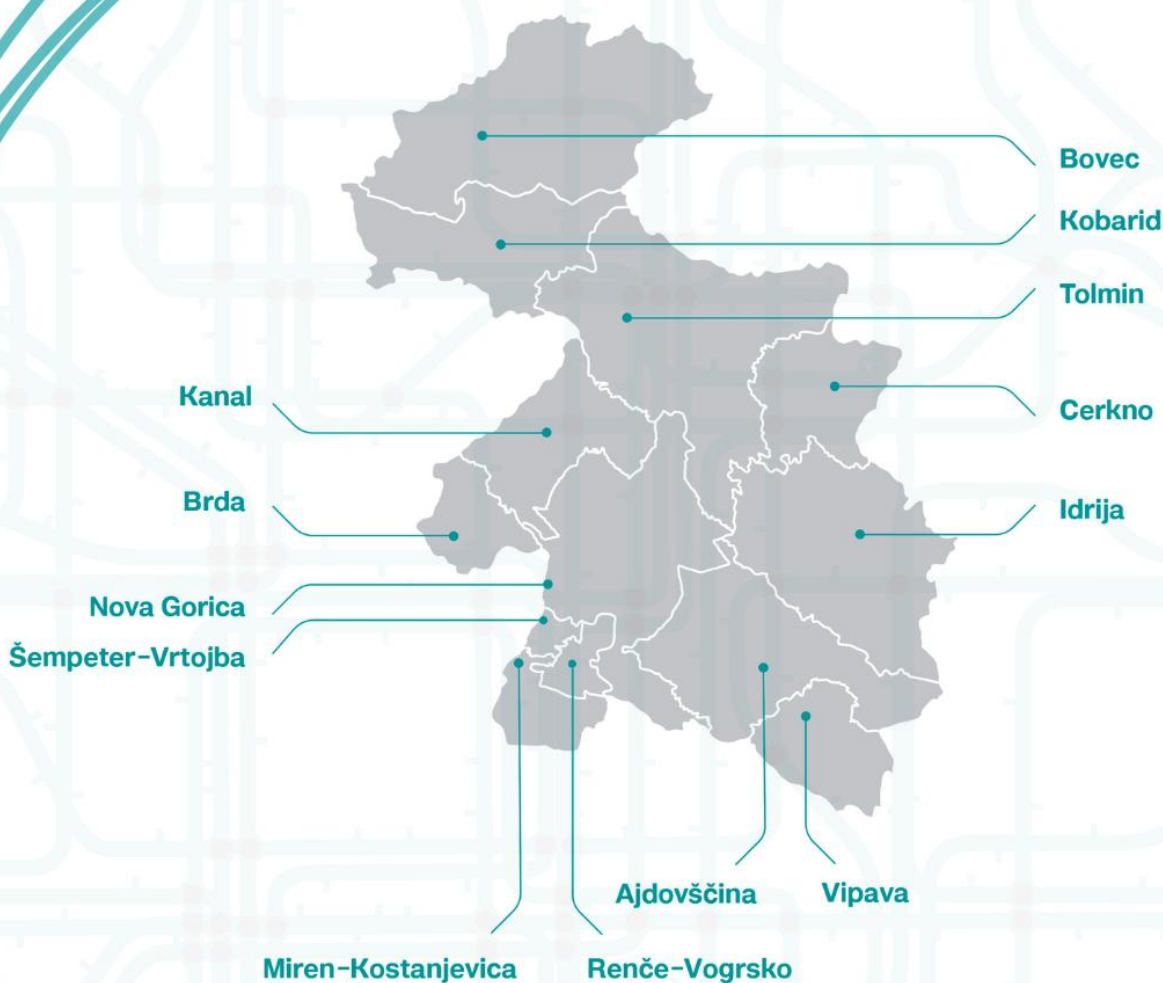 Bovec
Kobarid
Tolmin
Kanal
Cerkno
Brda
Idrija
Nova Gorica
Šempeter-Vrtojba
Ajdovščina
Vipava
Miren-Kostanjevica
Renče-Vogrsko